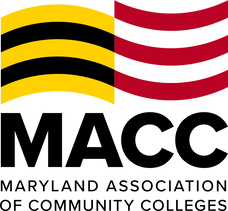 MACC
MARYLAND ASSOCIATION
OF COMMUNITY COLLEGES